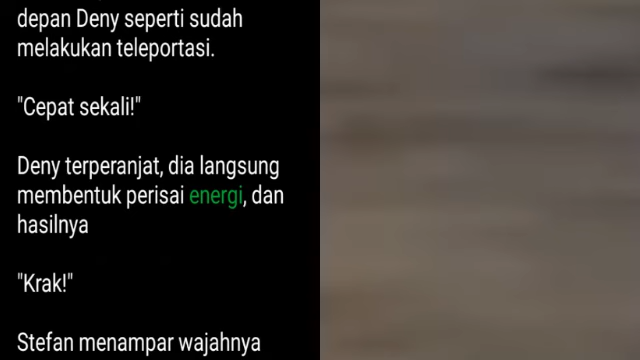 depan Deny seperti sudah
melakukan teleportasi.
"Cepat sekali!"
Deny terperanjat, dia langsung
membentuk perisai energi, dan
hasilnya
"Krak!"
Stefan menampar wajahnya